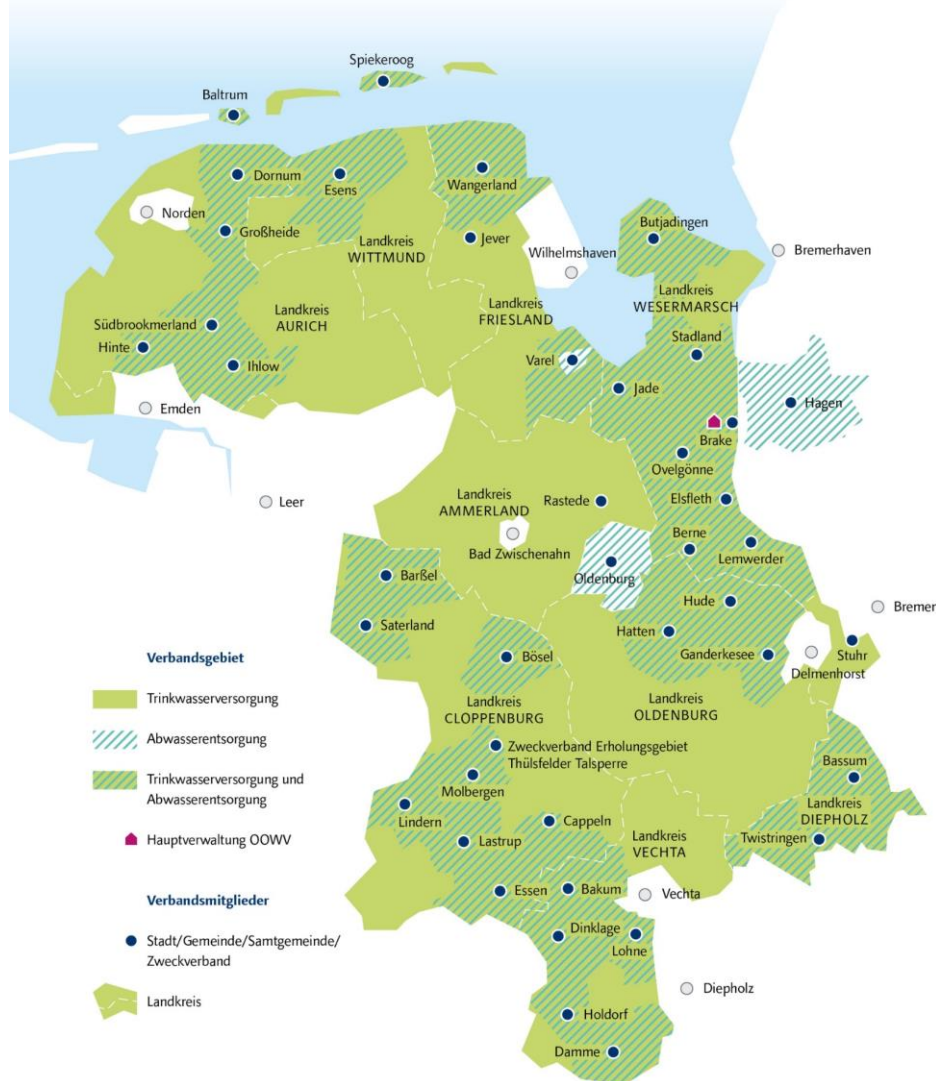 Spiekeroog
Baltrum
Dornum
Esens
Wangerland
Norden
Großheide
Jever
Butjadingen
Landkreis
WITTMUND
Wilhelmshaven
Bremerhaven
Landkreis
WESERMARSCH
Landkreis
AURICH
Landkreis
FRIESLAND
Südbrookmerland
Hinte
Ihlow
Stadland
Varel
Jade
Emden
Hagen
Brake
Ovelgönne
Leer
Landkreis
AMMERLAND
Rastede
Elsfleth
Bad Zwischenahn
Berne
Lemwerder
Barßel
Oldenburg
Hude
Bremer
Saterland
Hatten
Bösel
Ganderkesee
Stuhr
Delmenhorst
Landkreis
CLOPPENBURG
Landkreis
OLDENBURG
Zweckverband Erholungsgebiet
Thülsfelder Talsperre
Molbergen
Bassum
Lindern
Cappeln
Landkreis
DIEPHOLZ
Lastrup
Landkreis
VECHTA
Twistringen
Essen
Bakum
Vechta
Dinklage
Lohne
Diepholz
Holdorf
Damme
Verbandsgebiet
Trinkwasserversorgung
Abwasserentsorgung
Trinkwasserversorgung und
Abwasserentsorgung
Hauptverwaltung OOWV
Verbandsmitglieder
Stadt/Gemeinde/Samtgemeinde/
Zweckverband
Landkreis